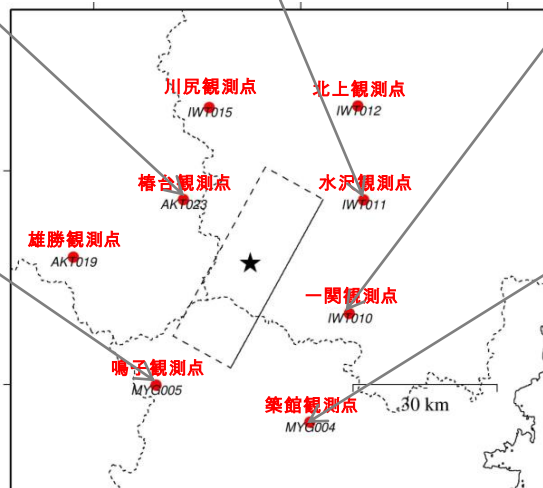 川尻観測点
IWT015
北上観測点
IWT012
椿台観測点
AKT023
水沢観測点
IWT011
雄勝観測点
AKT019
一関観測点
IWT010
鳴子観測点
MYG005
築館観測点
MYG004
30 km